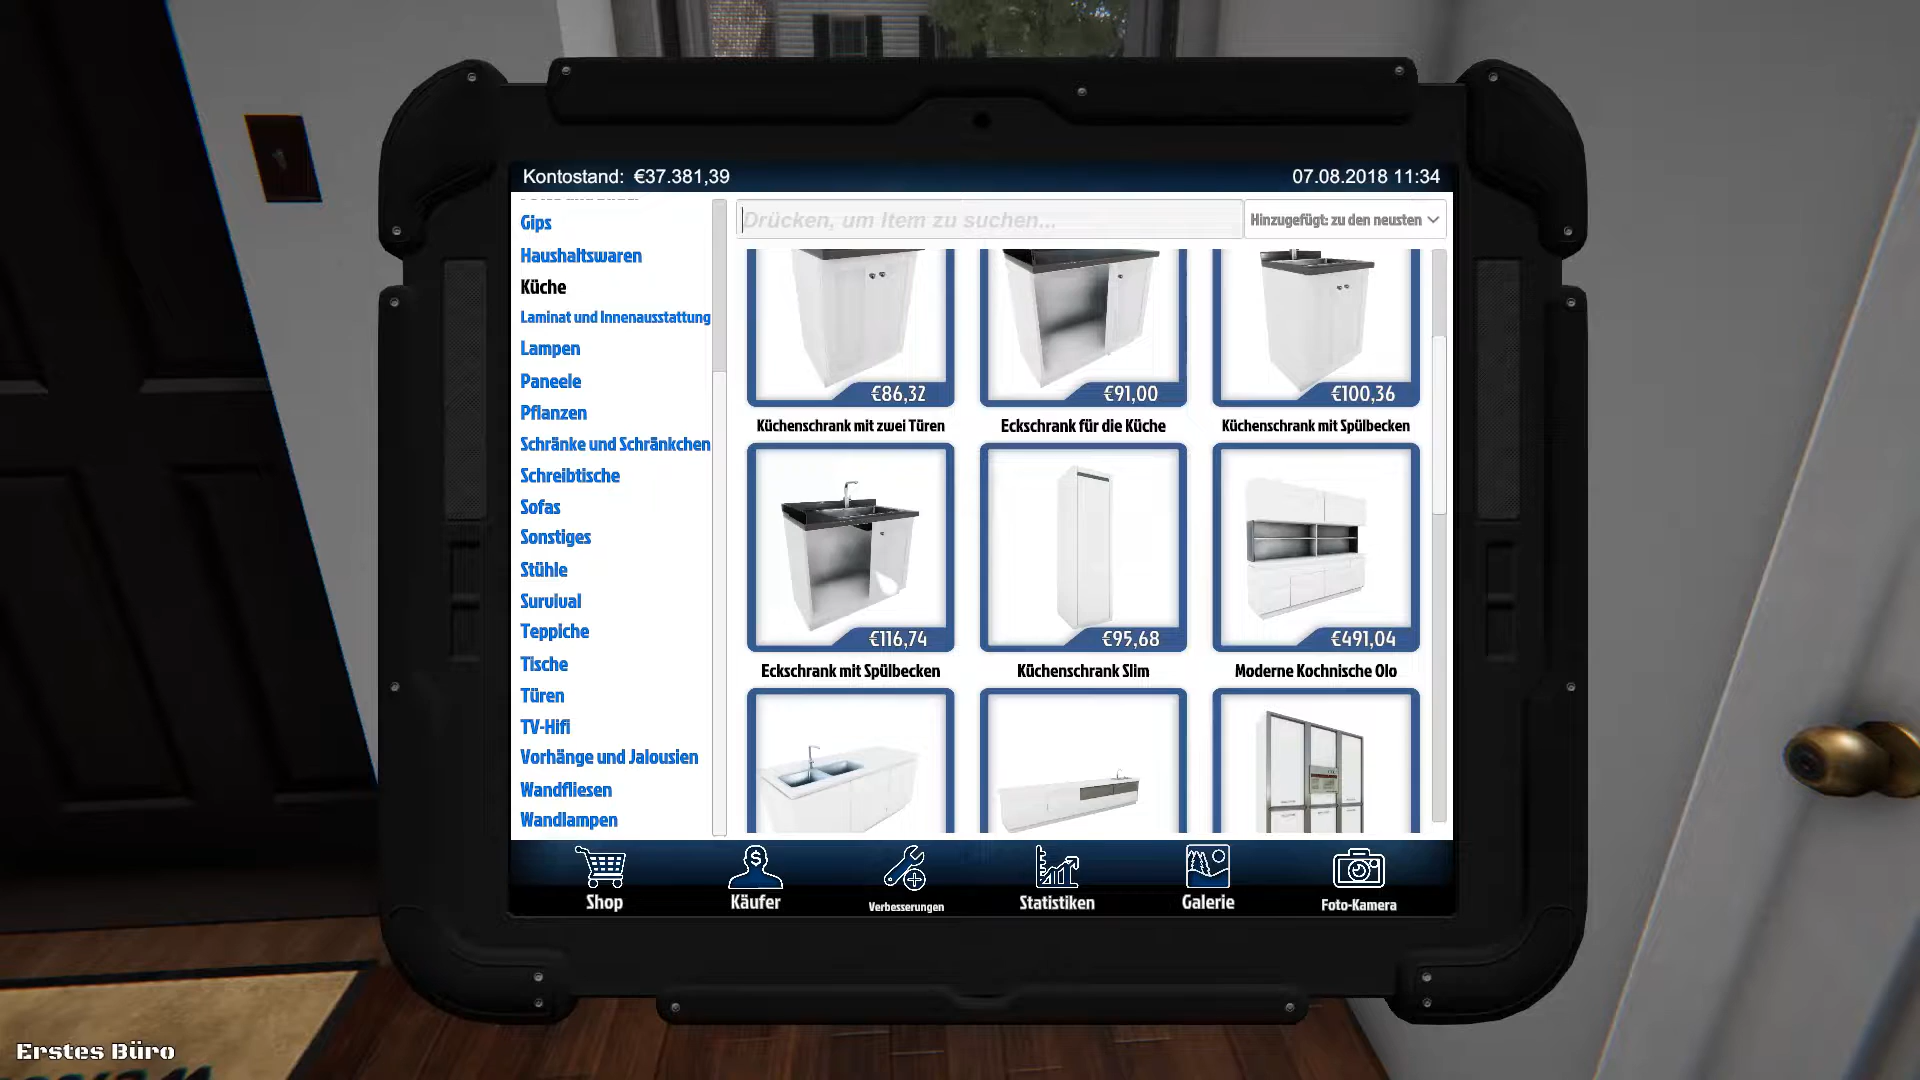 Kontostand: €37.381,39
07.08.2018 11:34
Gips
Haushaltswaren
Küche
Laminat und Innenausstattung
Lampen
Paneele
Pflanzen
Schränke und Schränkchen
Schreibtische
Sofas
Sonstiges
Stühle
Survival
Teppiche
Tische
Türen
TV-Hifi
Vorhänge und Jalousien
Wandfliesen
Wandlampen
Drücken, um Item zu suchen...
Hinzugefügt: zu den neusten
€86,32
€91,00
€100,36
Küchenschrank mit zwei Türen
Eckschrank für die Küche
Küchenschrank mit Spülbecken
€116,74
€95,68
€491,04
Eckschrank mit Spülbecken
Küchenschrank Slim
Moderne Kochnische Olo
Shop
Käufer
Verbesserungen
Statistiken
Galerie
Foto-Kamera
Erstes Büro